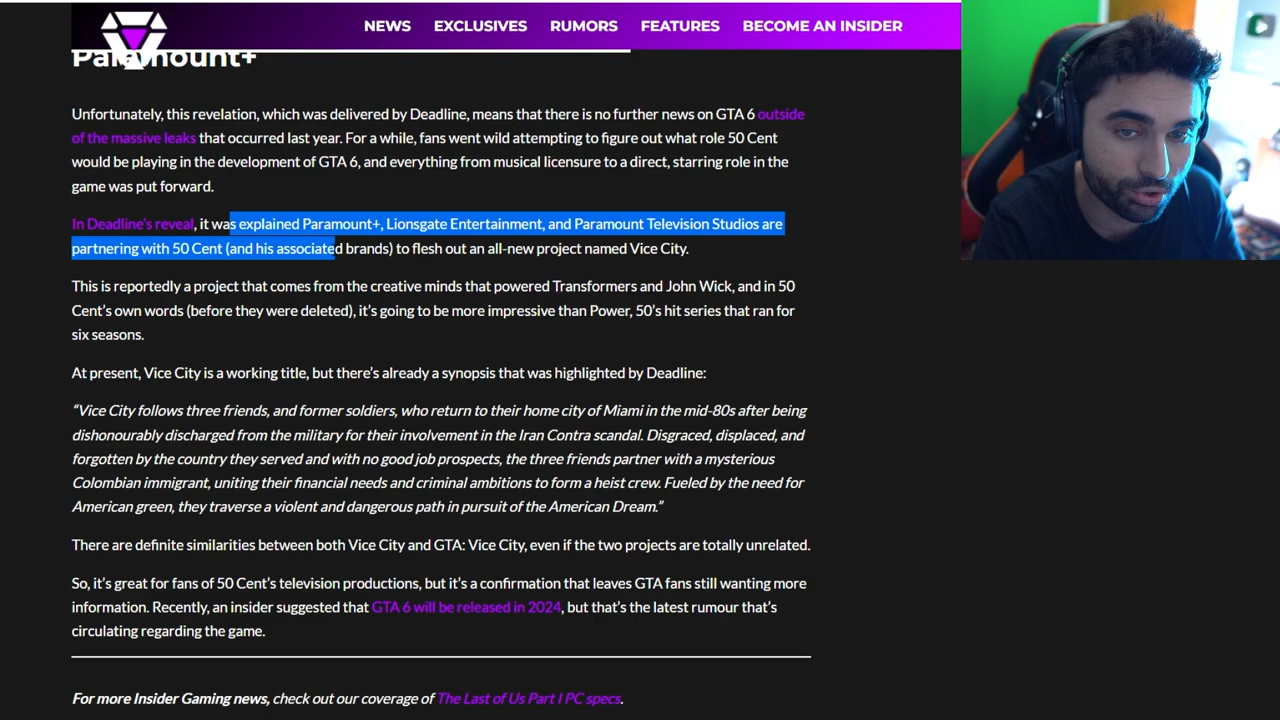 NEWS EXCLUSIVES RUMORS FEATURES BECOME AN INSIDER
Paramount+
Unfortunately, this revelation, which was delivered by Deadline, means that there is no further news on GTA 6 outside
of the massive leaks that occurred last year. For a while, fans went wild attempting to figure out what role 50 Cent
would be playing in the development of GTA 6, and everything from musical licensure to a direct, starring role in the
game was put forward.
In Deadline's reveal, it was explained Paramount+, Lionsgate Entertainment, and Paramount Television Studios are
partnering with 50 Cent (and his associated brands) to flesh out an all-new project named Vice City.
This is reportedly a project that comes from the creative minds that powered Transformers and John Wick, and in 50
Cent's own words (before they were deleted), it's going to be more impressive than Power, 50's hit series that ran for
six seasons.
At present, Vice City is a working title, but there's already a synopsis that was highlighted by Deadline:
“Vice City follows three friends, and former soldiers, who return to their home city of Miami in the mid-80s after being
dishonourably discharged from the military for their involvement in the Iran Contra scandal. Disgraced, displaced, and
forgotten by the country they served and with no good job prospects, the three friends partner with a mysterious
Colombian immigrant, uniting their financial needs and criminal ambitions to form a heist crew. Fueled by the need for
American green, they traverse a violent and dangerous path in pursuit of the American Dream.”
There are definite similarities between both Vice City and GTA: Vice City, even if the two projects are totally unrelated.
So, it's great for fans of 50 Cent's television productions, but it's a confirmation that leaves GTA fans still wanting more
information. Recently, an insider suggested that GTA 6 will be released in 2024, but that's the latest rumour that's
circulating regarding the game.
For more Insider Gaming news, check out our coverage of The Last of Us Part I PC specs.